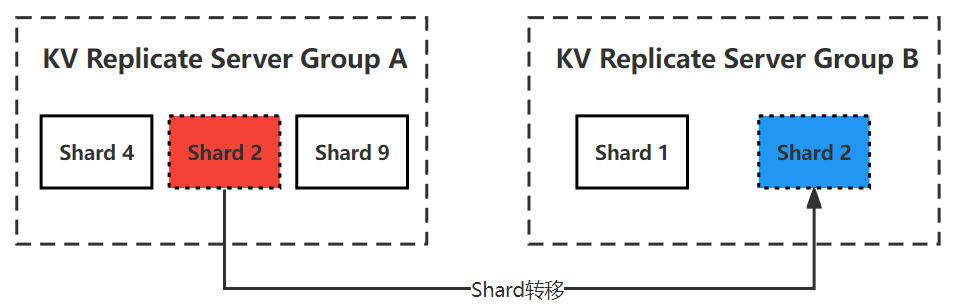 KV Replicate Server Group A
KV Replicate Server Group B
Shard 4
Shard 2
Shard 9
Shard 1
Shard 2
Shard转移